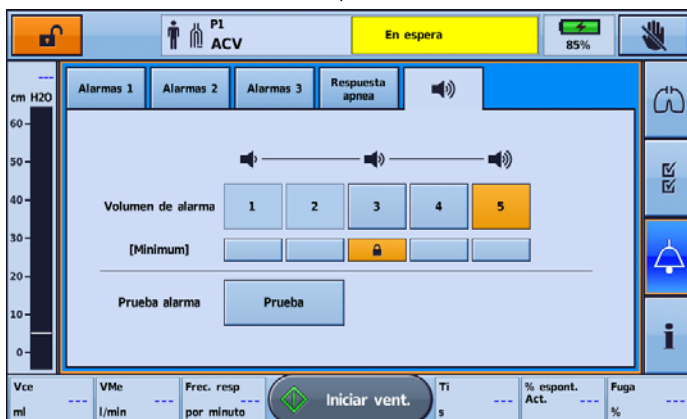 P1
ACV
En espera
85%
---
cm H2O
60
50
40
30
20
10
0
Alarmas 1
Alarmas 2
Alarmas 3
Respuesta
apnea
Volumen de alarma
1
2
3
4
5
[Minimum]
Prueba alarma
Prueba
Vce
---
ml
VMe
---
l/min
Frec. resp
---
por minuto
Iniciar vent.
Ti
---
s
% espont.
Act.
---
Fuga
---
%